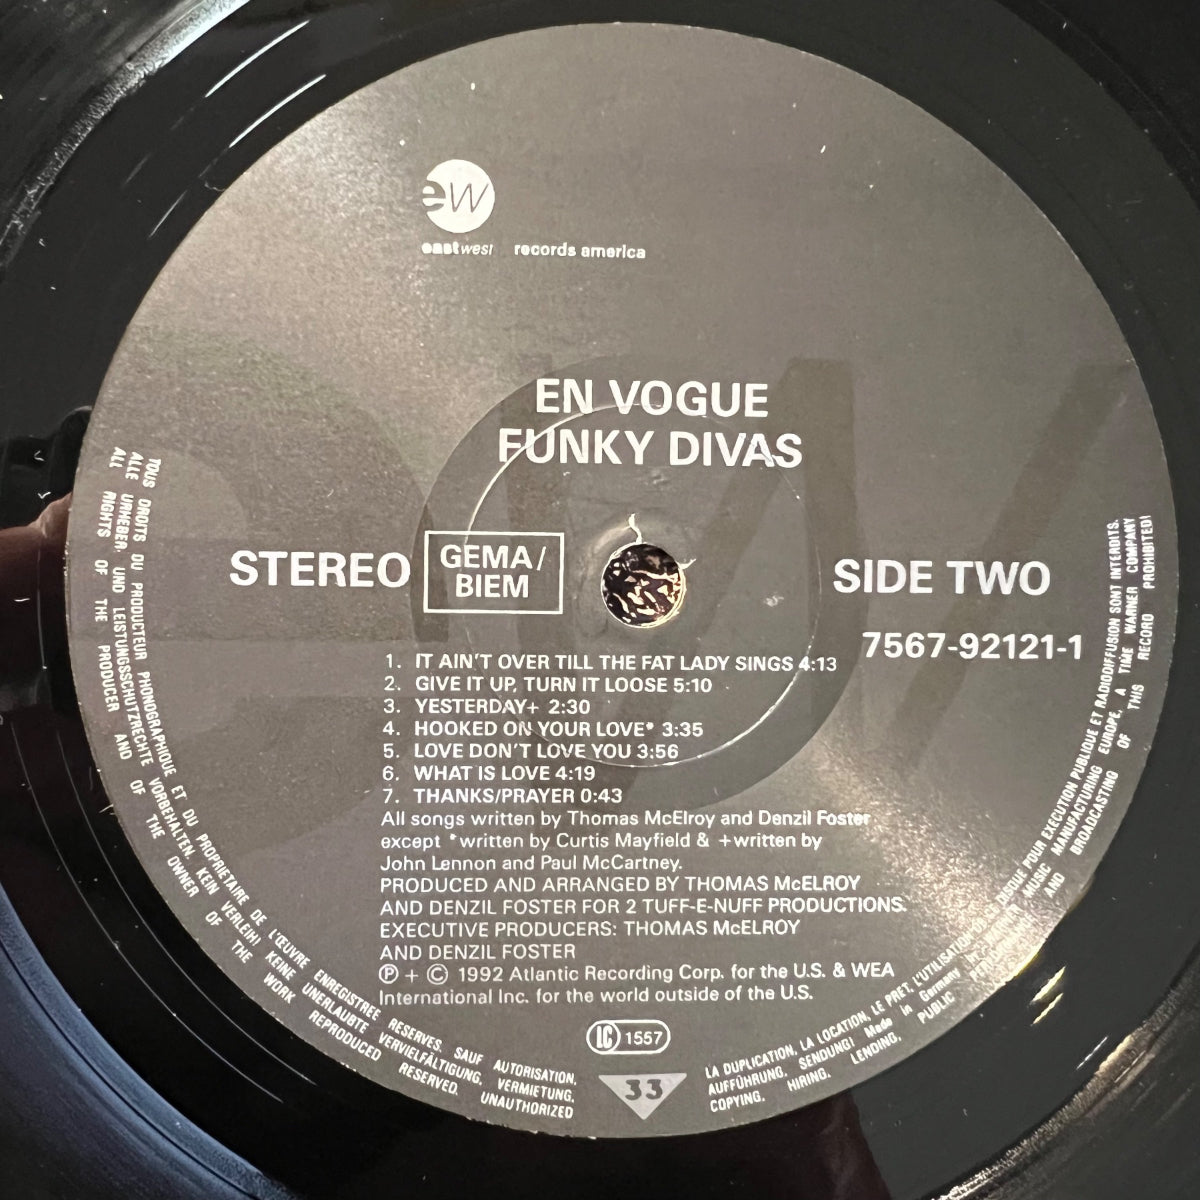 ew
eastwest records america
EN VOGUE
FUNKY DIVAS
STEREO
GEMA/
BIEM
SIDE TWO
7567-92121-1
1. IT AIN'T OVER TILL THE FAT LADY SINGS 4:13
2. GIVE IT UP, TURN IT LOOSE 5:10
3. YESTERDAY+ 2:30
4. HOOKED ON YOUR LOVE* 3:35
5. LOVE DON'T LOVE YOU 3:56
6. WHAT IS LOVE 4:19
7. THANKS/PRAYER 0:43
All songs written by Thomas McElroy and Denzil Foster
except *written by Curtis Mayfield & +written by
John Lennon and Paul McCartney.
PRODUCED AND ARRANGED BY THOMAS McELROY
AND DENZIL FOSTER FOR 2 TUFF-E-NUFF PRODUCTIONS.
EXECUTIVE PRODUCERS: THOMAS McELROY
AND DENZIL FOSTER
℗ + © 1992 Atlantic Recording Corp. for the U.S. & WEA
International Inc. for the world outside of the U.S.
LC 1557
33
TOUS DROITS DU PRODUCTEUR PHONOGRAPHIQUE ET DU PROPRIETAIRE DE L'ŒUVRE ENREGISTREE RESERVES. SAUF AUTORISATION,
ALLE URHEBER- UND LEISTUNGSSCHUTZRECHTE VORBEHALTEN. KEIN VERLEIH! KEINE UNERLAUBTE VERVIELFÄLTIGUNG, VERMIETUNG,
ALL RIGHTS OF THE PRODUCER AND OF THE OWNER OF THE WORK REPRODUCED RESERVED. UNAUTHORIZED
LA DUPLICATION, LA LOCATION, LE PRET, L'UTILISATION DISQUE POUR EXECUTION PUBLIQUE ET RADIODIFFUSION SONT INTERDITS.
AUFFÜHRUNG, SENDUNG! Made in Germany MUSIC MANUFACTURING EUROPE, A TIME WARNER COMPANY
COPYING, HIRING, LENDING, PUBLIC AND BROADCASTING OF THIS RECORD PROHIBITED!